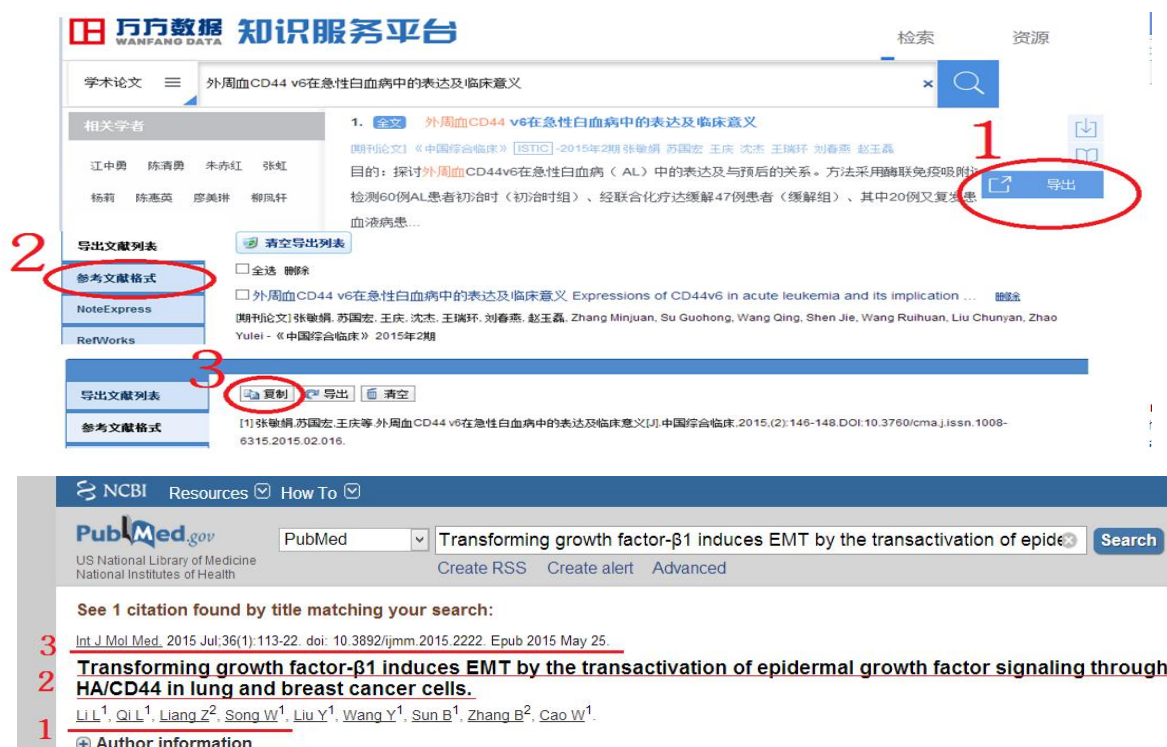 万方数据 知识服务平台
WANFANG DATA
检索 资源
学术论文 外周血CD44 v6在急性白血病中的表达及临床意义 ×
相关学者
江中勇 陈清勇 朱赤红 张虹
杨莉 陈惠英 廖美琳 柳凤轩
1. 全文 外周血CD44 v6在急性白血病中的表达及临床意义
[期刊论文] 《中国综合临床》 ISTIC -2015年2期 张敏娟 苏国宏 王庆 沈杰 王瑞环 刘春燕 赵玉磊
目的：探讨外周血CD44v6在急性白血病（ AL）中的表达及与预后的关系。方法采用酶联免疫吸附
检测60例AL患者初治时（初治时组）、经联合化疗达缓解47例患者（缓解组）、其中20例又复发患
血液病患...
1
导出
2
导出文献列表
参考文献格式
NoteExpress
RefWorks
清空导出列表
全选 删除
外周血CD44 v6在急性白血病中的表达及临床意义 Expressions of CD44v6 in acute leukemia and its implication ... 删除
[期刊论文] 张敏娟, 苏国宏, 王庆, 沈杰, 王瑞环, 刘春燕, 赵玉磊, Zhang Minjuan, Su Guohong, Wang Qing, Shen Jie, Wang Ruihuan, Liu Chunyan, Zhao
Yulei - 《中国综合临床》 2015年2期
3
导出文献列表
参考文献格式
复制 导出 清空
[1]张敏娟.苏国宏.王庆等.外周血CD44 v6在急性白血病中的表达及临床意义[J].中国综合临床.2015,(2):146-148.DOI:10.3760/cma.j.issn.1008-
6315.2015.02.016.
NCBI Resources How To
PubMed.gov
US National Library of Medicine
National Institutes of Health
PubMed
Transforming growth factor-β1 induces EMT by the transactivation of epide
Search
Create RSS Create alert Advanced
See 1 citation found by title matching your search:
3 Int J Mol Med. 2015 Jul;36(1):113-22. doi: 10.3892/ijmm.2015.2222. Epub 2015 May 25.
Transforming growth factor-β1 induces EMT by the transactivation of epidermal growth factor signaling through
2 HA/CD44 in lung and breast cancer cells.
1 Li L1, Qi L1, Liang Z2, Song W1, Liu Y1, Wang Y1, Sun B1, Zhang B2, Cao W1.
Author information